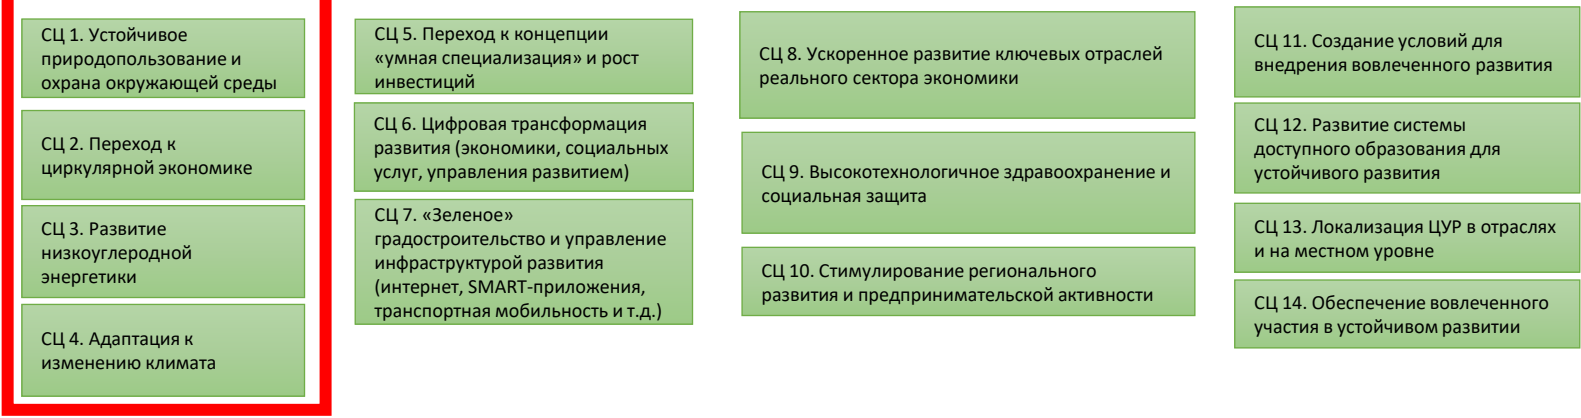 СЦ 1. Устойчивое
природопользование и
охрана окружающей среды
СЦ 2. Переход к
циркулярной экономике
СЦ 3. Развитие
низкоуглеродной
энергетики
СЦ 4. Адаптация к
изменению климата
СЦ 5. Переход к концепции
«умная специализация» и рост
инвестиций
СЦ 6. Цифровая трансформация
развития (экономики, социальных
услуг, управления развитием)
СЦ 7. «Зеленое»
градостроительство и управление
инфраструктурой развития
(интернет, SMART-приложения,
транспортная мобильность и т.д.)
СЦ 8. Ускоренное развитие ключевых отраслей
реального сектора экономики
СЦ 9. Высокотехнологичное здравоохранение и
социальная защита
СЦ 10. Стимулирование регионального
развития и предпринимательской активности
СЦ 11. Создание условий для
внедрения вовлеченного развития
СЦ 12. Развитие системы
доступного образования для
устойчивого развития
СЦ 13. Локализация ЦУР в отраслях
и на местном уровне
СЦ 14. Обеспечение вовлеченного
участия в устойчивом развитии